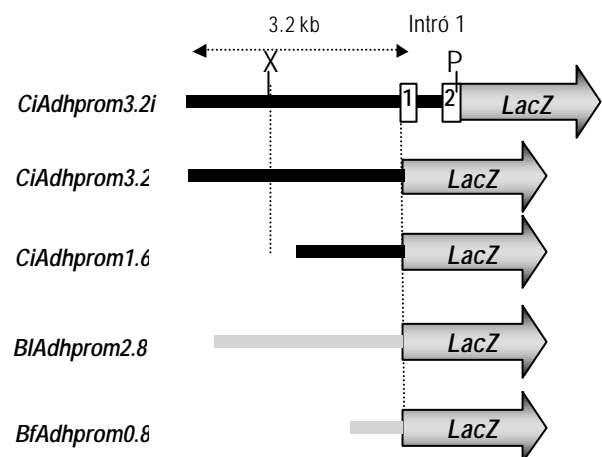 3.2 kb Intró 1
X P
CiAdhprom3.2i 1 2 LacZ
CiAdhprom3.2 LacZ
CiAdhprom1.6 LacZ
BlAdhprom2.8 LacZ
BfAdhprom0.8 LacZ